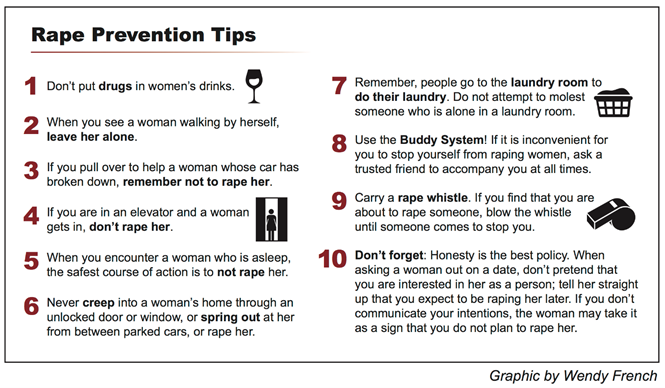 Rape Prevention Tips
1 Don't put drugs in women's drinks.
2 When you see a woman walking by herself,
leave her alone.
3 If you pull over to help a woman whose car has
broken down, remember not to rape her.
4 If you are in an elevator and a woman
gets in, don't rape her.
5 When you encounter a woman who is asleep,
the safest course of action is to not rape her.
6 Never creep into a woman's home through an
unlocked door or window, or spring out at her
from between parked cars, or rape her.
7 Remember, people go to the laundry room to
do their laundry. Do not attempt to molest
someone who is alone in a laundry room.
8 Use the Buddy System! If it is inconvenient for
you to stop yourself from raping women, ask a
trusted friend to accompany you at all times.
9 Carry a rape whistle. If you find that you are
about to rape someone, blow the whistle
until someone comes to stop you.
10 Don't forget: Honesty is the best policy. When
asking a woman out on a date, don't pretend that
you are interested in her as a person; tell her straight
up that you expect to be raping her later. If you don't
communicate your intentions, the woman may take it
as a sign that you do not plan to rape her.
Graphic by Wendy French